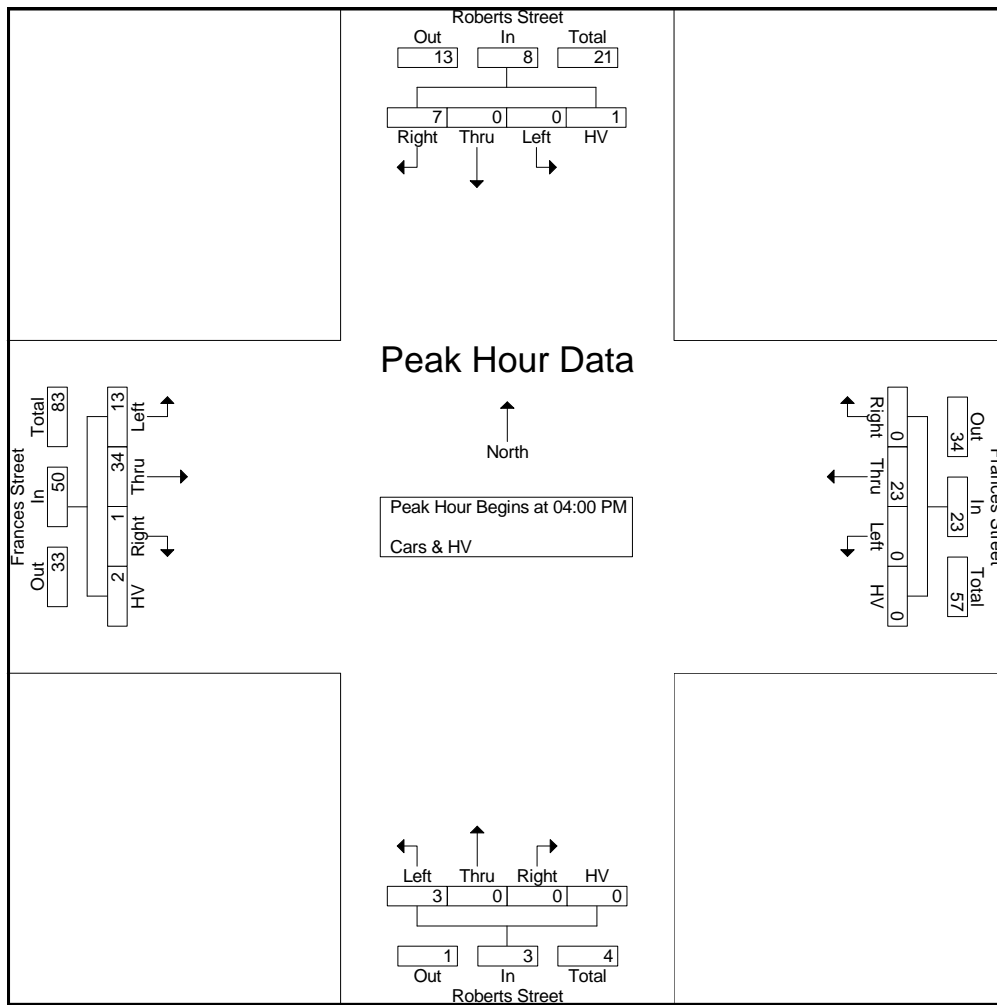 Roberts Street
Out In Total
13 8 21
7 0 0 1
Right Thru Left HV
Peak Hour Data
North
Peak Hour Begins at 04:00 PM
Cars & HV
Frances Street
Total In Out
83 50 33
13 34 1 2
Left Thru Right HV
Right Thru Left HV
0 23 0 0
Out In Total
34 23 57
Frances Street
Left Thru Right HV
3 0 0 0
1 3 4
Out In Total
Roberts Street